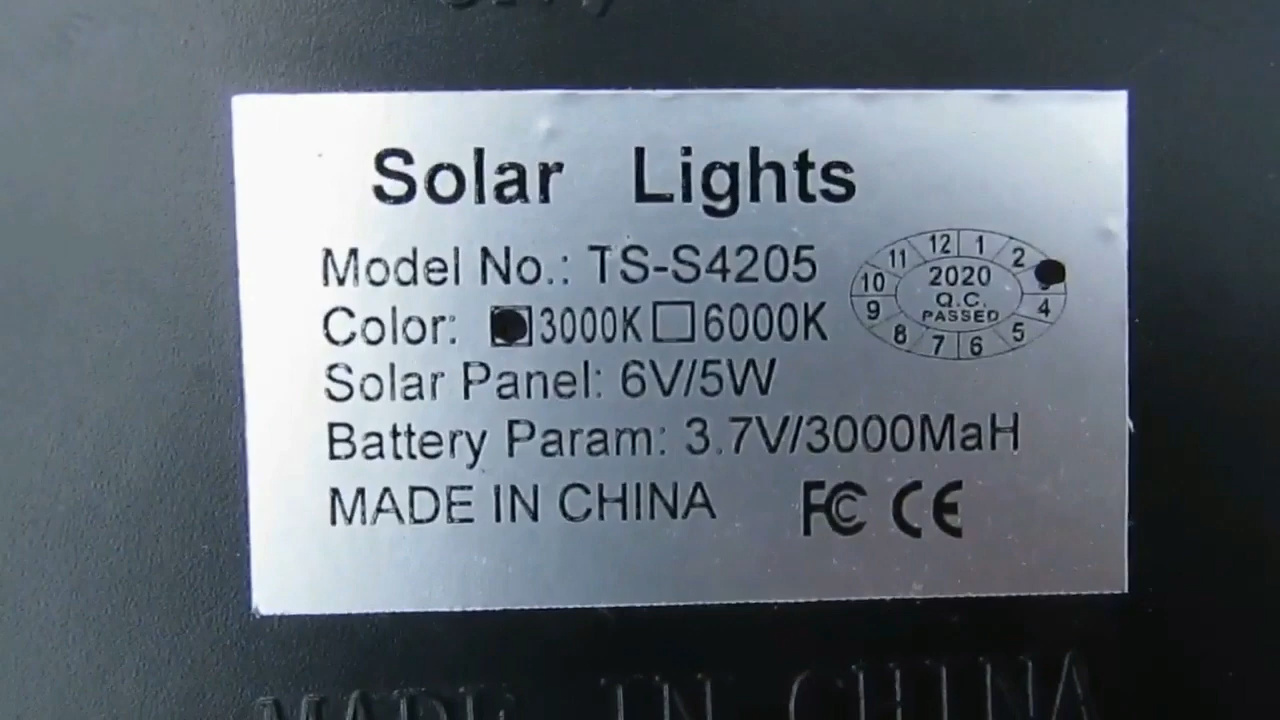 Solar Lights
Model No.: TS-S4205
Color: 3000K 6000K
Solar Panel: 6V/5W
Battery Param: 3.7V/3000MaH
MADE IN CHINA FC CE
12 1 2 4 5 6 7 8 9 10 11
2020
Q.C.
PASSED
MADE IN CHINA